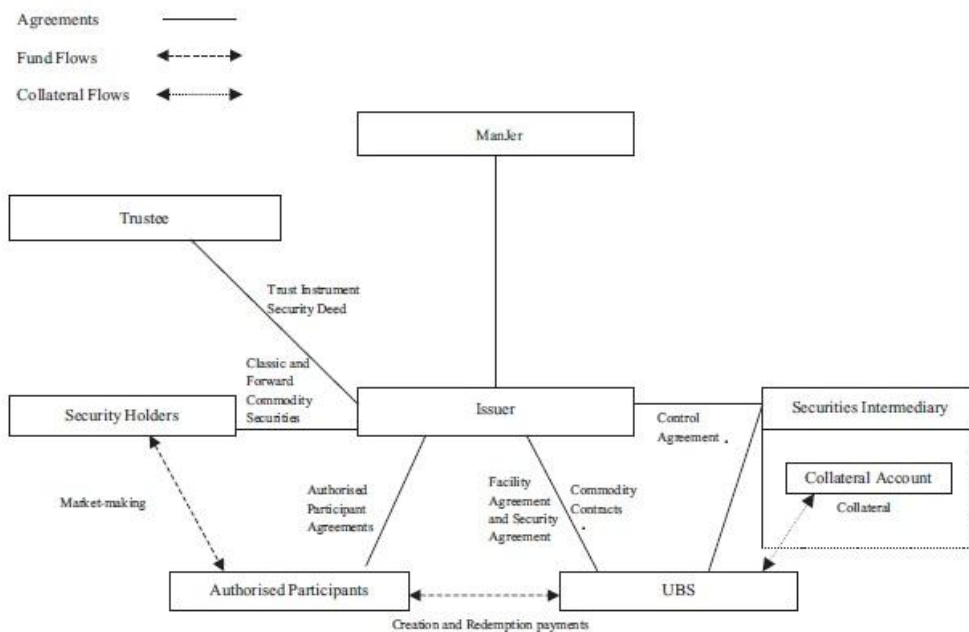 Agreements
Fund Flows
Collateral Flows
ManJer
Trustee
Trust Instrument
Security Deed
Classic and
Forward
Commodity
Securities
Security Holders
Issuer
Securities Intermediary
Control
Agreement
Collateral Account
Collateral
Market-making
Authorised
Participant
Agreements
Facility
Agreement
and Security
Agreement
Commodity
Contracts
Authorised Participants
UBS
Creation and Redemption payments